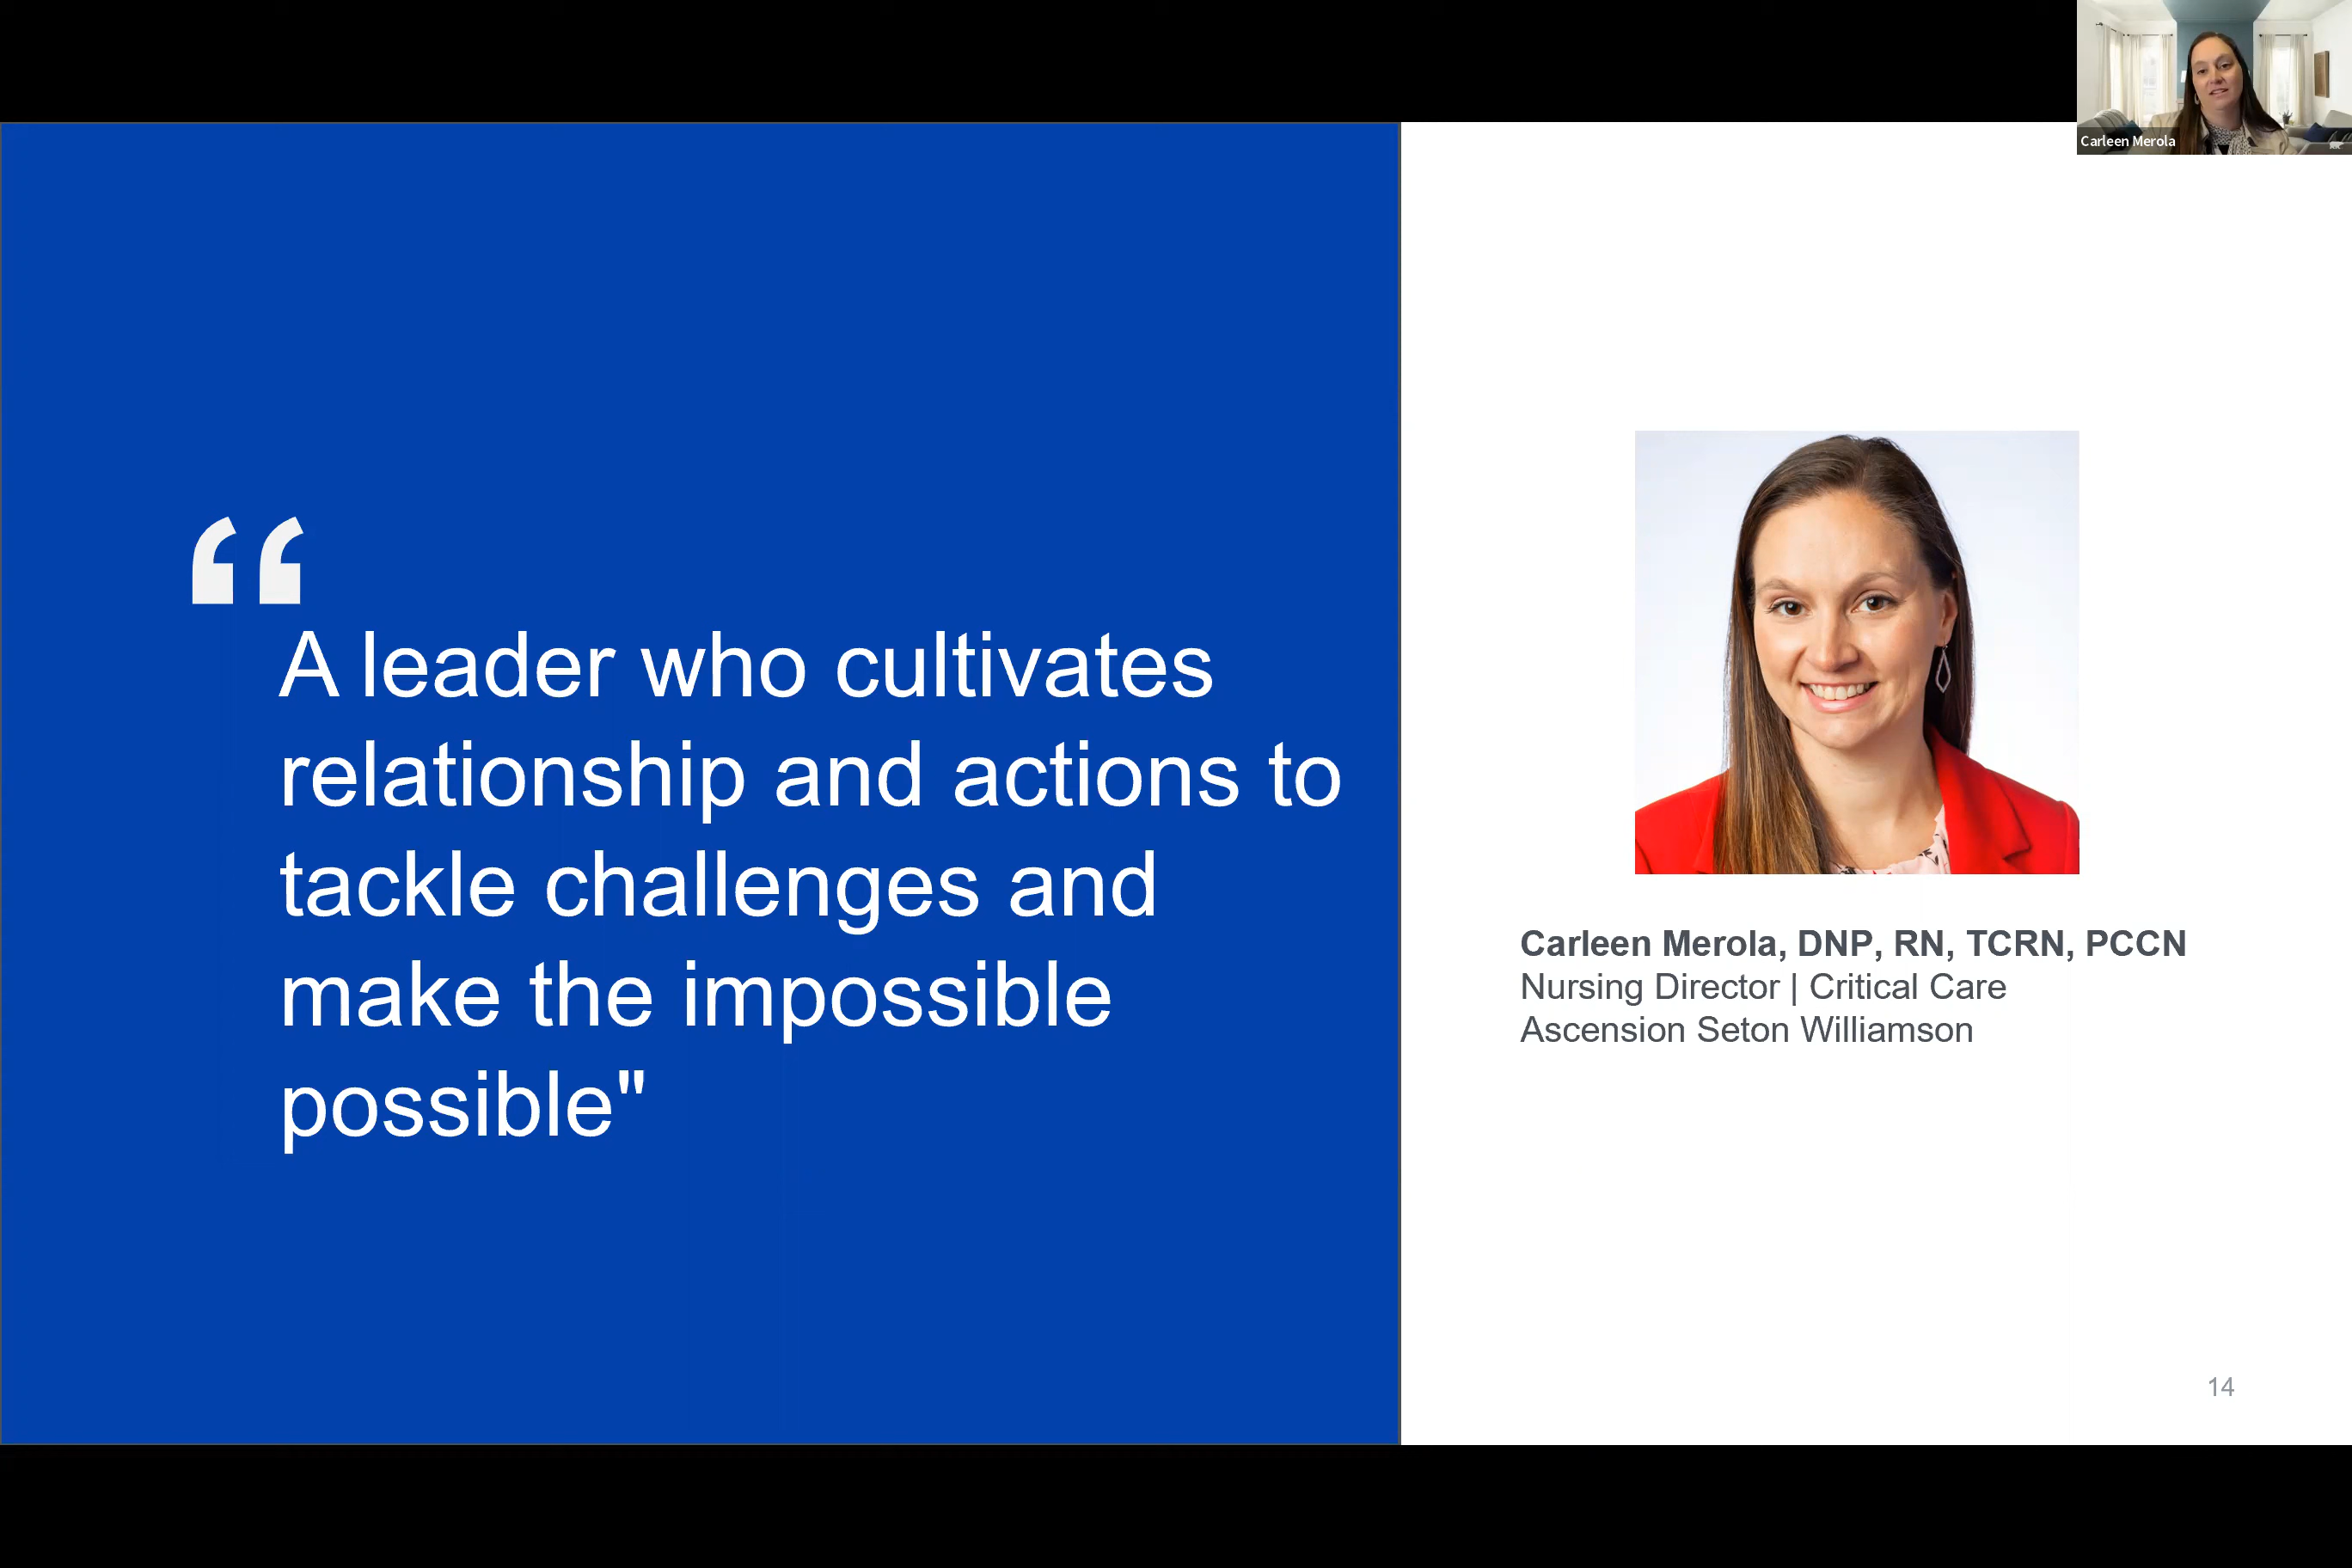 Carleen Merola
“
A leader who cultivates
relationship and actions to
tackle challenges and
make the impossible
possible"
Carleen Merola, DNP, RN, TCRN, PCCN
Nursing Director | Critical Care
Ascension Seton Williamson
14